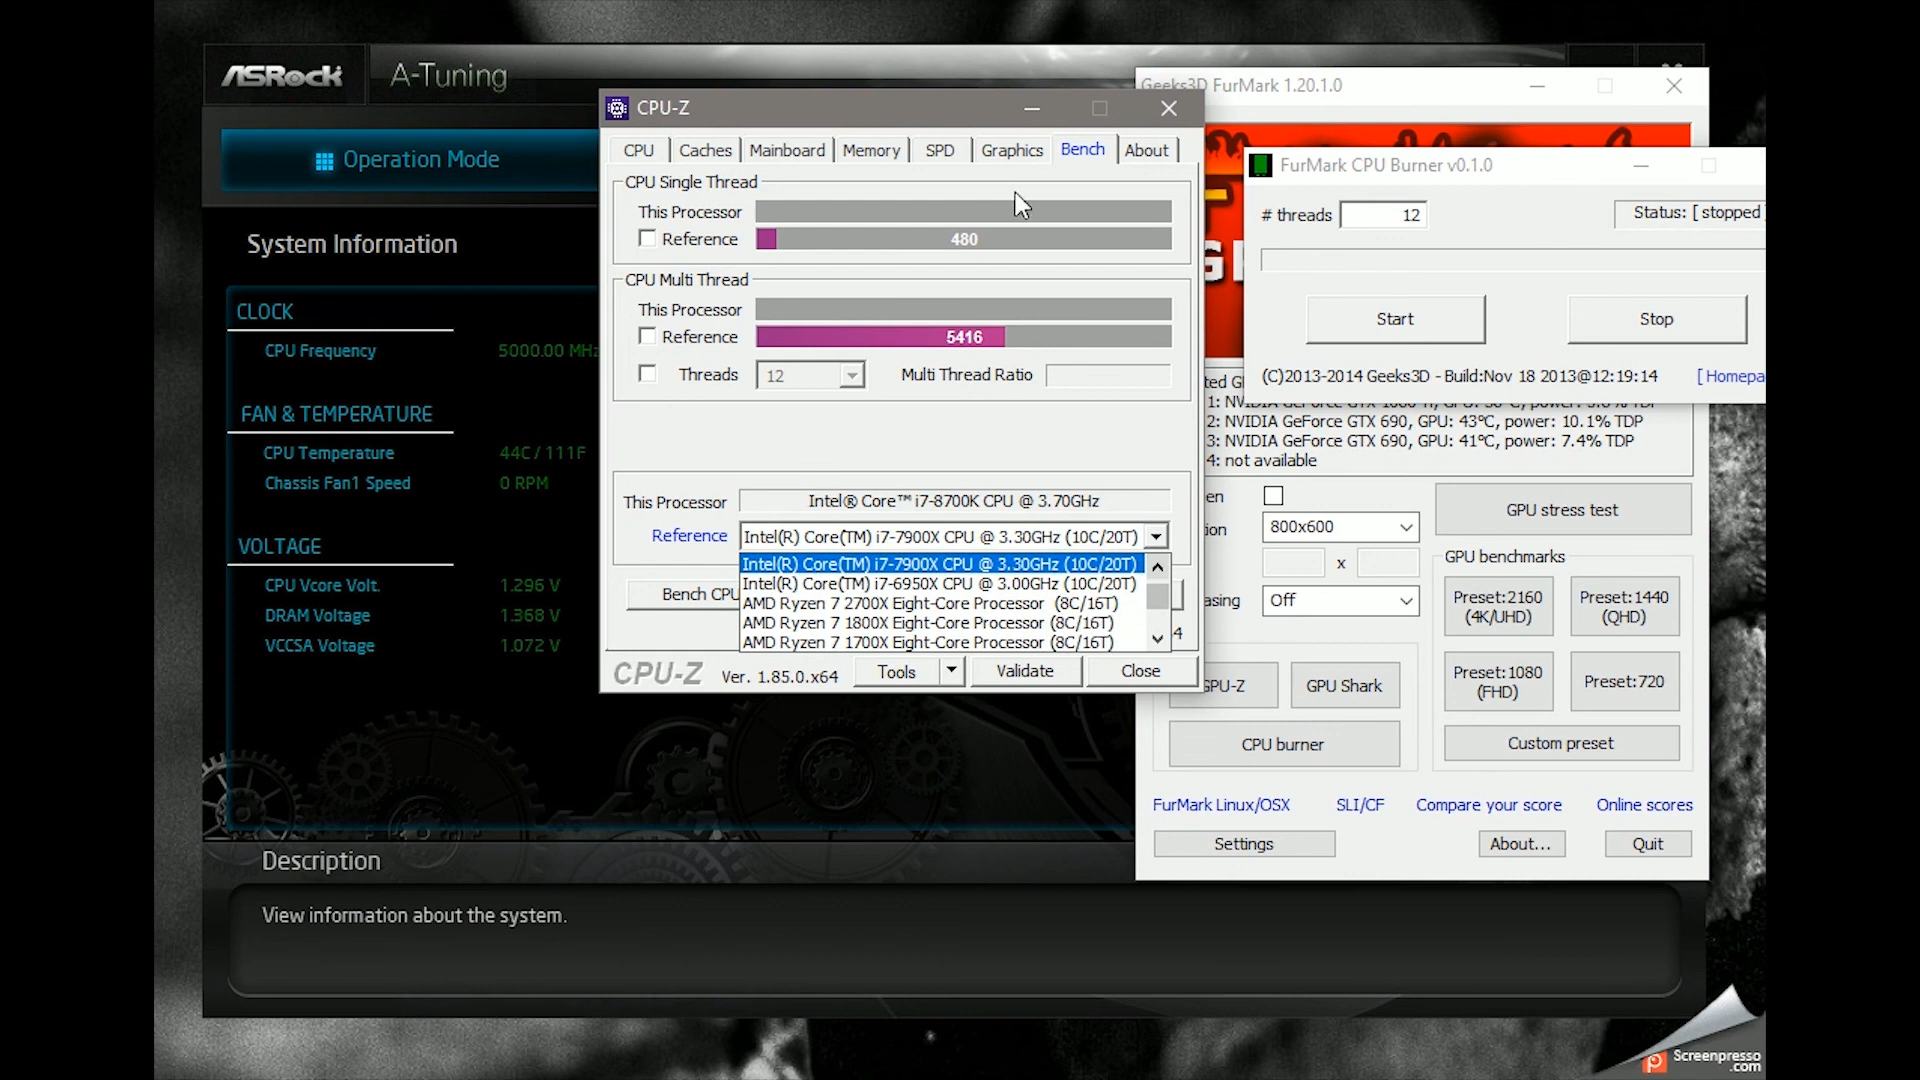 ASRock
A-Tuning
Operation Mode
System Information
CLOCK
CPU Frequency 5000.00 MHz
FAN & TEMPERATURE
CPU Temperature 44C / 111F
Chassis Fan1 Speed 0 RPM
VOLTAGE
CPU Vcore Volt. 1.296 V
DRAM Voltage 1.368 V
VCCSA Voltage 1.072 V
Description
View information about the system.
CPU-Z
CPU Caches Mainboard Memory SPD Graphics Bench About
CPU Single Thread
This Processor
Reference 480
CPU Multi Thread
This Processor
Reference 5416
Threads 12 Multi Thread Ratio
This Processor Intel® Core™ i7-8700K CPU @ 3.70GHz
Reference Intel(R) Core(TM) i7-7900X CPU @ 3.30GHz (10C/20T)
Intel(R) Core(TM) i7-7900X CPU @ 3.30GHz (10C/20T)
Intel(R) Core(TM) i7-6950X CPU @ 3.00GHz (10C/20T)
Bench CPU
AMD Ryzen 7 2700X Eight-Core Processor (8C/16T)
AMD Ryzen 7 1800X Eight-Core Processor (8C/16T)
AMD Ryzen 7 1700X Eight-Core Processor (8C/16T)
4
CPU-Z Ver. 1.85.0.x64 Tools Validate Close
Geeks3D FurMark 1.20.1.0
FurMark CPU Burner v0.1.0
# threads 12 Status: [ stopped
Start Stop
(C)2013-2014 Geeks3D - Build:Nov 18 2013@12:19:14 [ Homepa
2: NVIDIA GeForce GTX 690, GPU: 43°C, power: 10.1% TDP
3: NVIDIA GeForce GTX 690, GPU: 41°C, power: 7.4% TDP
4: not available
en
800x600
GPU stress test
ion
x
GPU benchmarks
asing Off
Preset:2160
(4K/UHD)
Preset:1440
(QHD)
Preset:1080
(FHD)
Preset:720
GPU-Z GPU Shark
CPU burner Custom preset
FurMark Linux/OSX SLI/CF Compare your score Online scores
Settings About... Quit
Screenpresso
.com